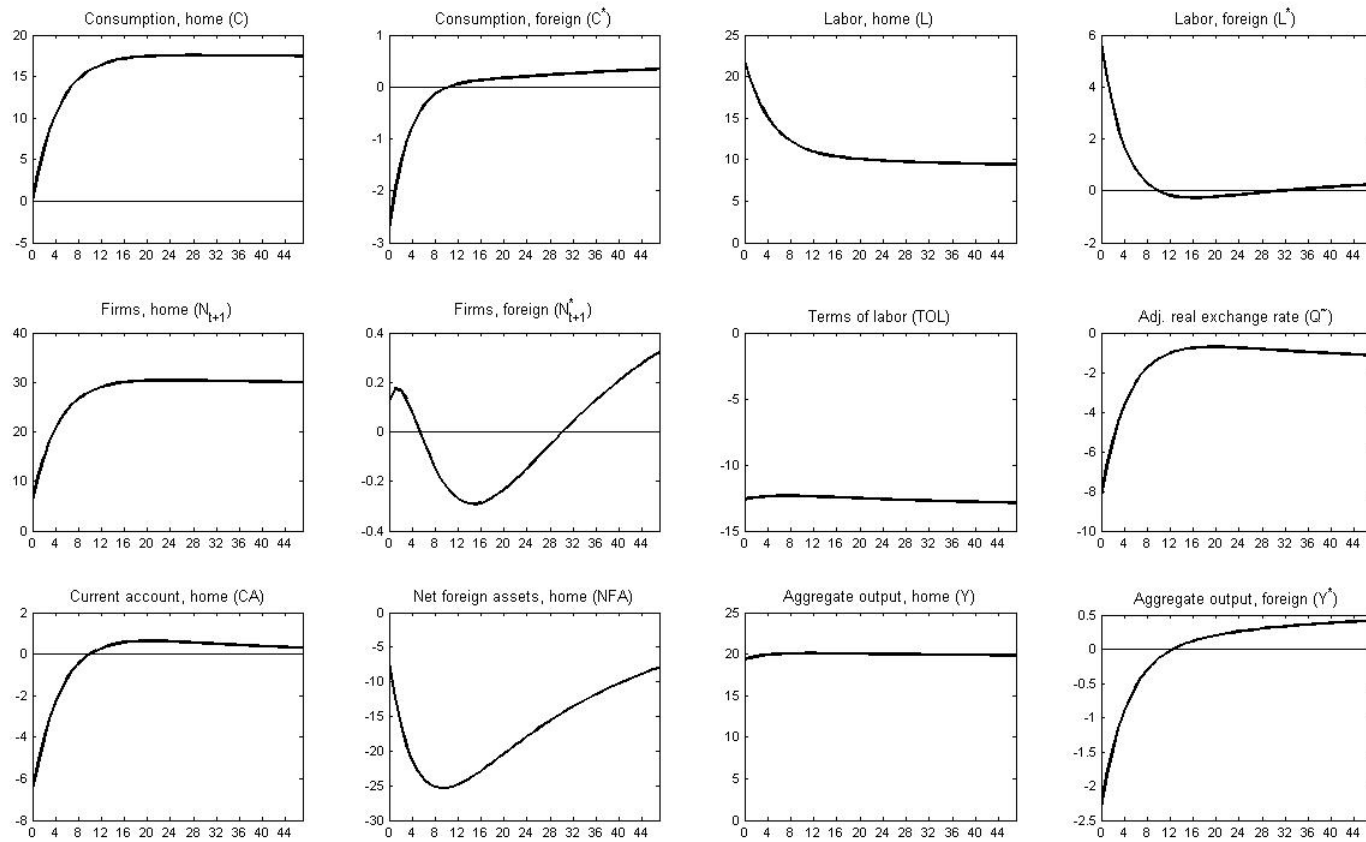 Consumption, home (C)
20
15
10
5
0
-5
0 4 8 12 16 20 24 28 32 36 40 44
Consumption, foreign (C*)
1
0
-1
-2
-3
0 4 8 12 16 20 24 28 32 36 40 44
Labor, home (L)
25
20
15
10
5
0
0 4 8 12 16 20 24 28 32 36 40 44
Labor, foreign (L*)
6
4
2
0
-2
0 4 8 12 16 20 24 28 32 36 40 44
Firms, home (N_{t+1})
40
30
20
10
0
0 4 8 12 16 20 24 28 32 36 40 44
Firms, foreign (N*_{t+1})
0.4
0.2
0
-0.2
-0.4
0 4 8 12 16 20 24 28 32 36 40 44
Terms of labor (TOL)
0
-5
-10
-15
0 4 8 12 16 20 24 28 32 36 40 44
Adj. real exchange rate (Q~)
0
-2
-4
-6
-8
-10
0 4 8 12 16 20 24 28 32 36 40 44
Current account, home (CA)
2
0
-2
-4
-6
-8
0 4 8 12 16 20 24 28 32 36 40 44
Net foreign assets, home (NFA)
0
-5
-10
-15
-20
-25
-30
0 4 8 12 16 20 24 28 32 36 40 44
Aggregate output, home (Y)
25
20
15
10
5
0
0 4 8 12 16 20 24 28 32 36 40 44
Aggregate output, foreign (Y*)
0.5
0
-0.5
-1
-1.5
-2
-2.5
0 4 8 12 16 20 24 28 32 36 40 44